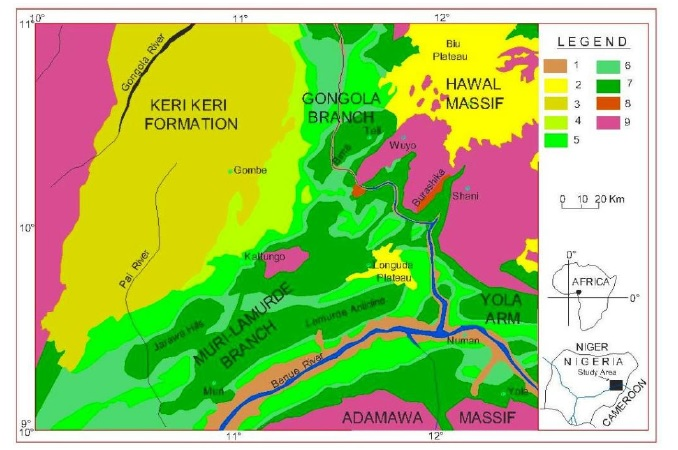 10°
11°
12°
10°
Gongola River
KERI KERI
FORMATION
GONGOLA
BRANCH
Biu
Plateau
HAWAL
MASSIF
Wuyo
Burashika
Shani
Gombe
10°
10°
Pai River
Kaltungo
Longuda
Plateau
MURI-LAMURDE
BRANCH
Lamurde Anticline
YOLA
ARM
Numan
Benue River
ADAMAWA
MASSIF
9°
9°
11°
12°
LEGEND
1
2
3
4
5
6
7
8
9
0 10 20 Km
0°
AFRICA
0°
NIGER
NIGERIA
Study Area
CAMEROON